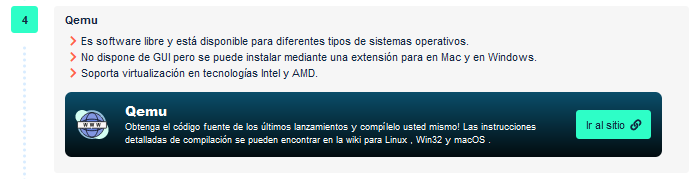 4
Qemu
Es software libre y está disponible para diferentes tipos de sistemas operativos.
No dispone de GUI pero se puede instalar mediante una extensión para en Mac y en Windows.
Soporta virtualización en tecnologías Intel y AMD.
WWW
Qemu
Obtenga el código fuente de los últimos lanzamientos y compílelo usted mismo! Las instrucciones
detalladas de compilación se pueden encontrar en la wiki para Linux , Win32 y macOS .
Ir al sitio